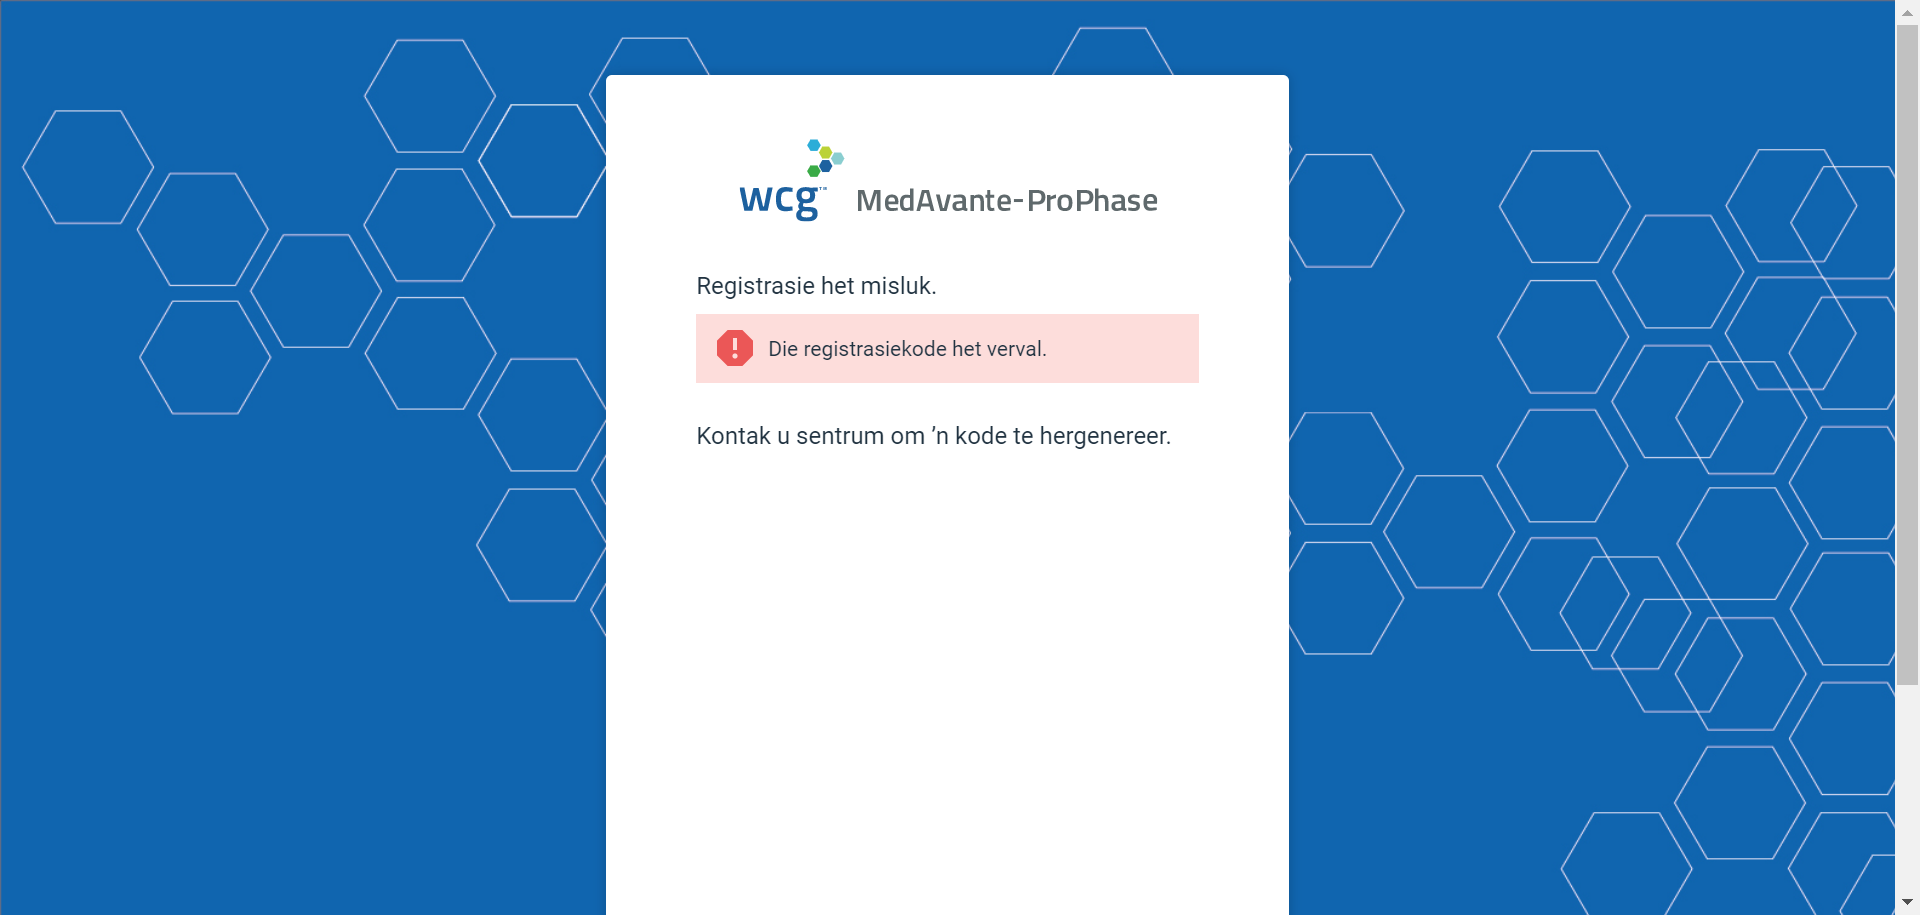 wcg™ MedAvante-ProPhase
Registrasie het misluk.
Die registrasiekode het verval.
Kontak u sentrum om ’n kode te hergenereer.